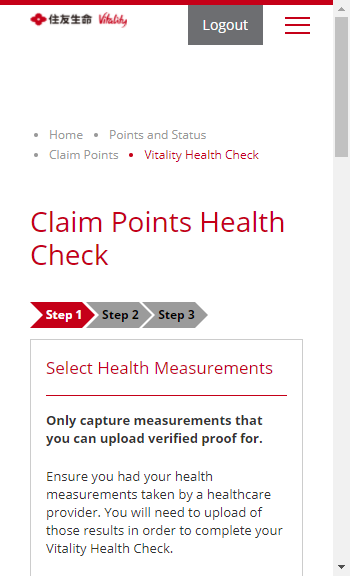 住友生命 Vitality
Logout
Home
Points and Status
Claim Points
Vitality Health Check
Claim Points Health
Check
Step 1
Step 2
Step 3
Select Health Measurements
Only capture measurements that
you can upload verified proof for.
Ensure you had your health
measurements taken by a healthcare
provider. You will need to upload of
those results in order to complete your
Vitality Health Check.